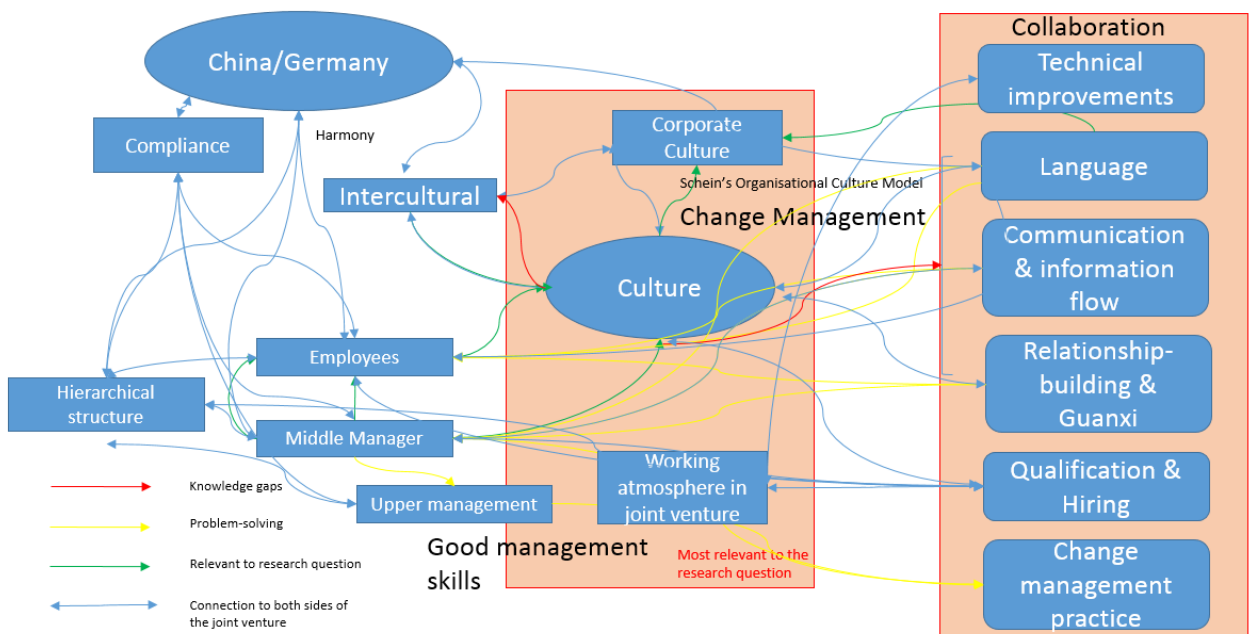 China/Germany
Compliance
Harmony
Intercultural
Corporate
Culture
Schein's Organisational Culture Model
Change Management
Culture
Employees
Hierarchical
structure
Middle Manager
Upper management
Working
atmosphere in
joint venture
Good management
skills
Most relevant to the
research question
Collaboration
Technical
improvements
Language
Communication
& information
flow
Relationship-
building &
Guanxi
Qualification &
Hiring
Change
management
practice
Knowledge gaps
Problem-solving
Relevant to research question
Connection to both sides of
the joint venture